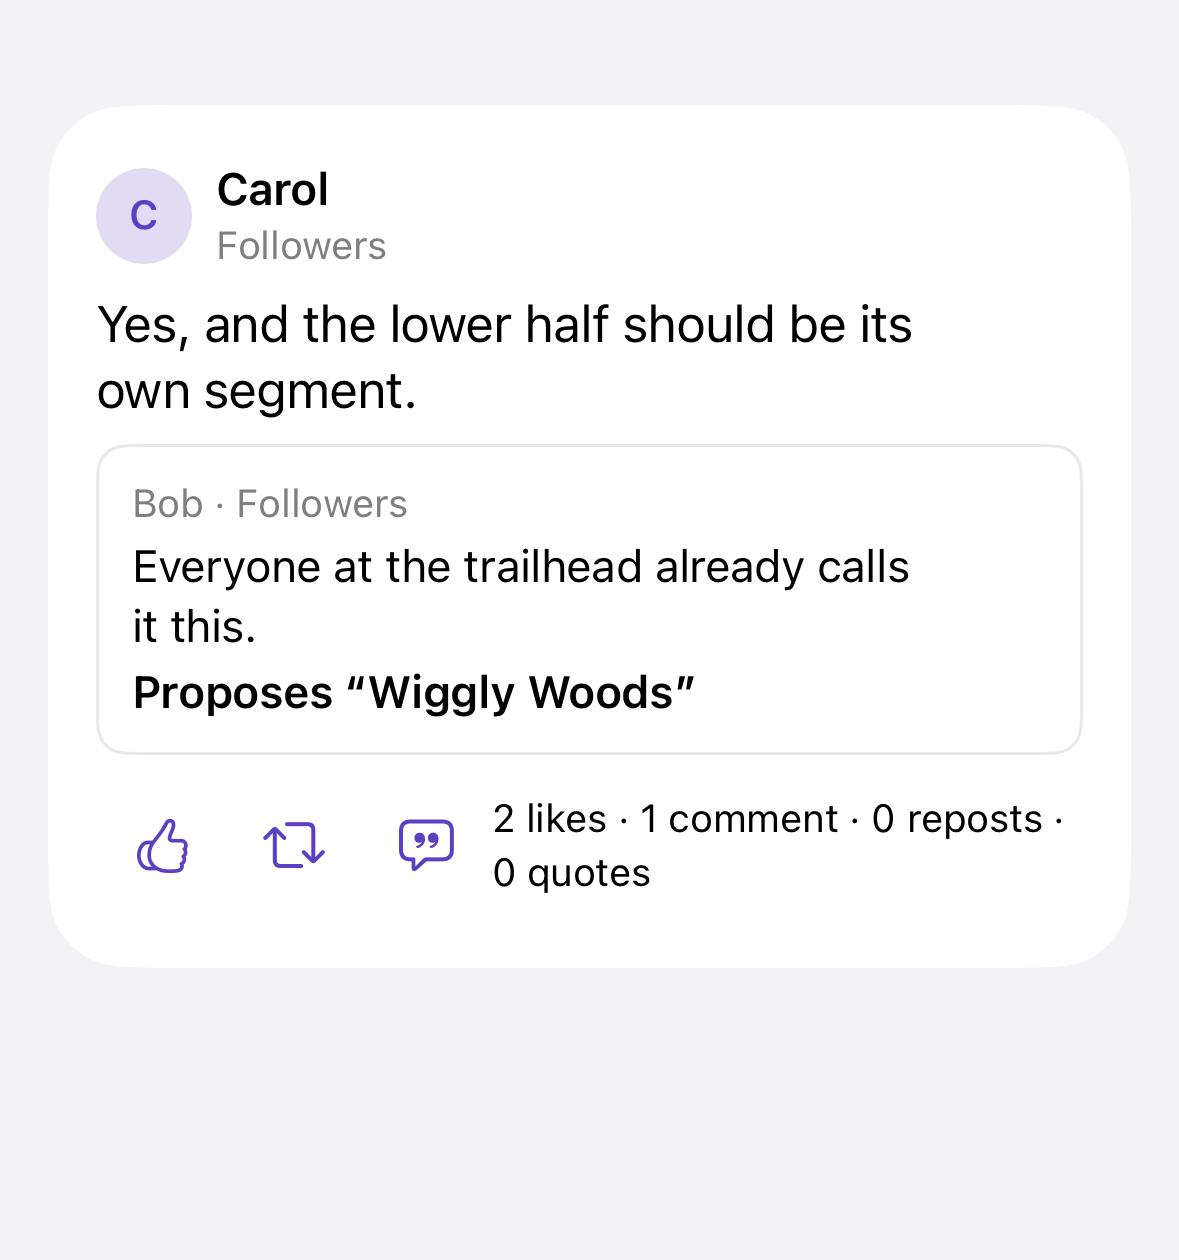 C
Carol
Followers
Yes, and the lower half should be its
own segment.
Bob · Followers
Everyone at the trailhead already calls
it this.
Proposes “Wiggly Woods”
2 likes · 1 comment · 0 reposts ·
0 quotes